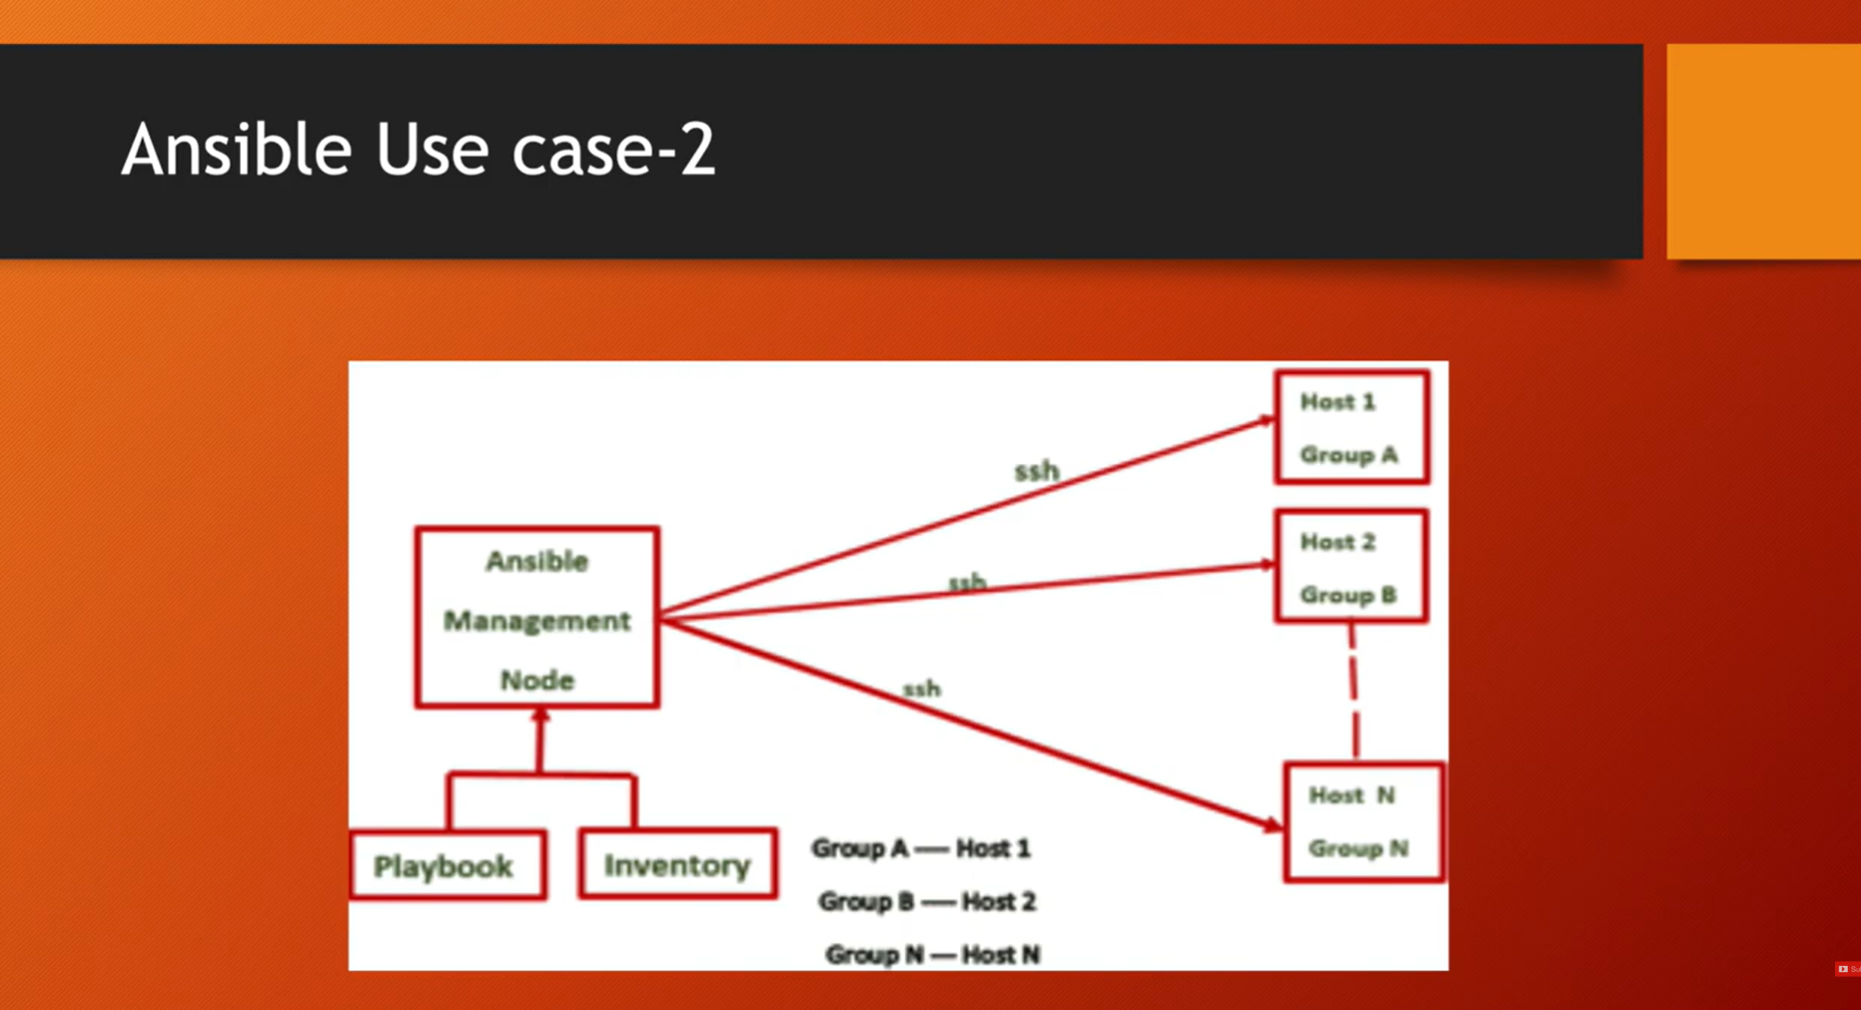 Ansible Use case-2
Host 1
Group A
ssh
Host 2
Group B
ssh
Ansible
Management
Node
ssh
Host N
Group N
Playbook
Inventory
Group A — Host 1
Group B — Host 2
Group N — Host N